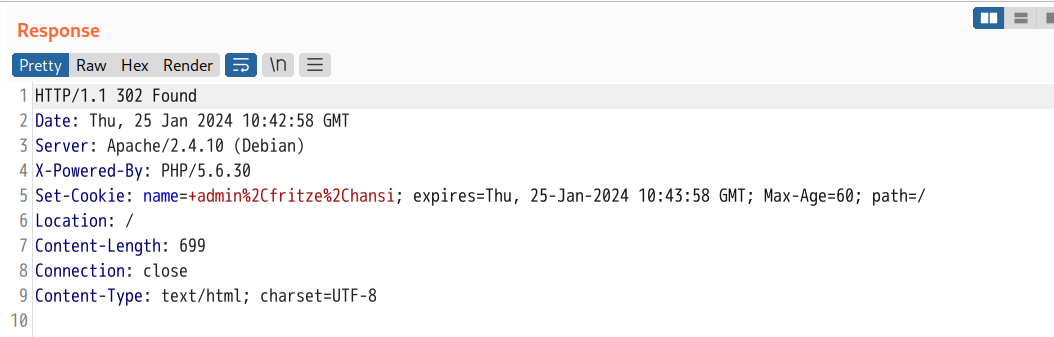 Response
Pretty Raw Hex Render \n
1 HTTP/1.1 302 Found
2 Date: Thu, 25 Jan 2024 10:42:58 GMT
3 Server: Apache/2.4.10 (Debian)
4 X-Powered-By: PHP/5.6.30
5 Set-Cookie: name=+admin%2Cfritze%2Chansi; expires=Thu, 25-Jan-2024 10:43:58 GMT; Max-Age=60; path=/
6 Location: /
7 Content-Length: 699
8 Connection: close
9 Content-Type: text/html; charset=UTF-8
10